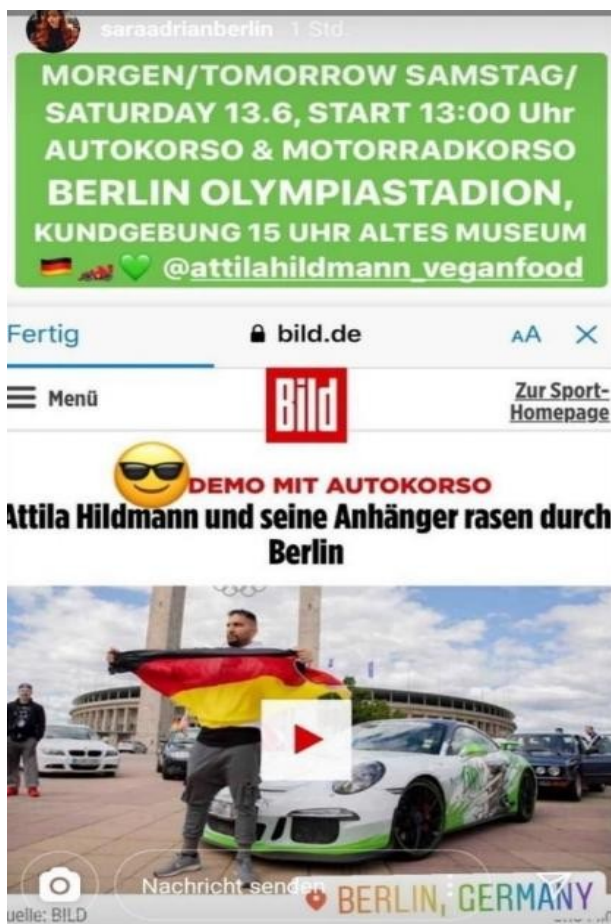 saraadrianberlin 1 Std.
MORGEN/TOMORROW SAMSTAG/
SATURDAY 13.6, START 13:00 Uhr
AUTOKORSO & MOTORRADKORSO
BERLIN OLYMPIASTADION,
KUNDGEBUNG 15 UHR ALTES MUSEUM
@attilahildmann_veganfood
Fertig
bild.de
AA
Menü
Bild
Zur Sport-
Homepage
DEMO MIT AUTOKORSO
Attila Hildmann und seine Anhänger rasen durch
Berlin
Nachricht senden
BERLIN, GERMANY
uelle: BILD